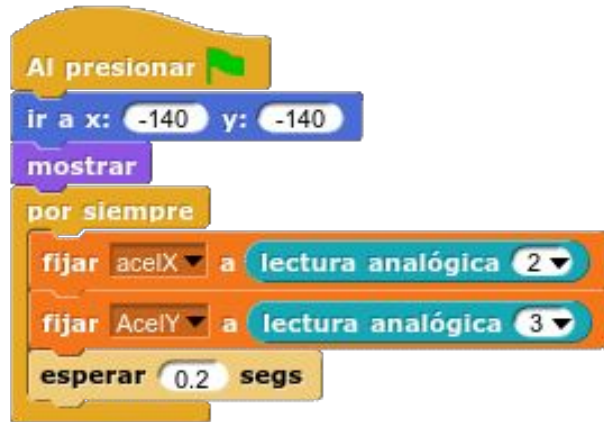 Al presionar
ir a x: -140 y: -140
mostrar
por siempre
fijar acelX a lectura analógica 2
fijar AcelY a lectura analógica 3
esperar 0.2 segs